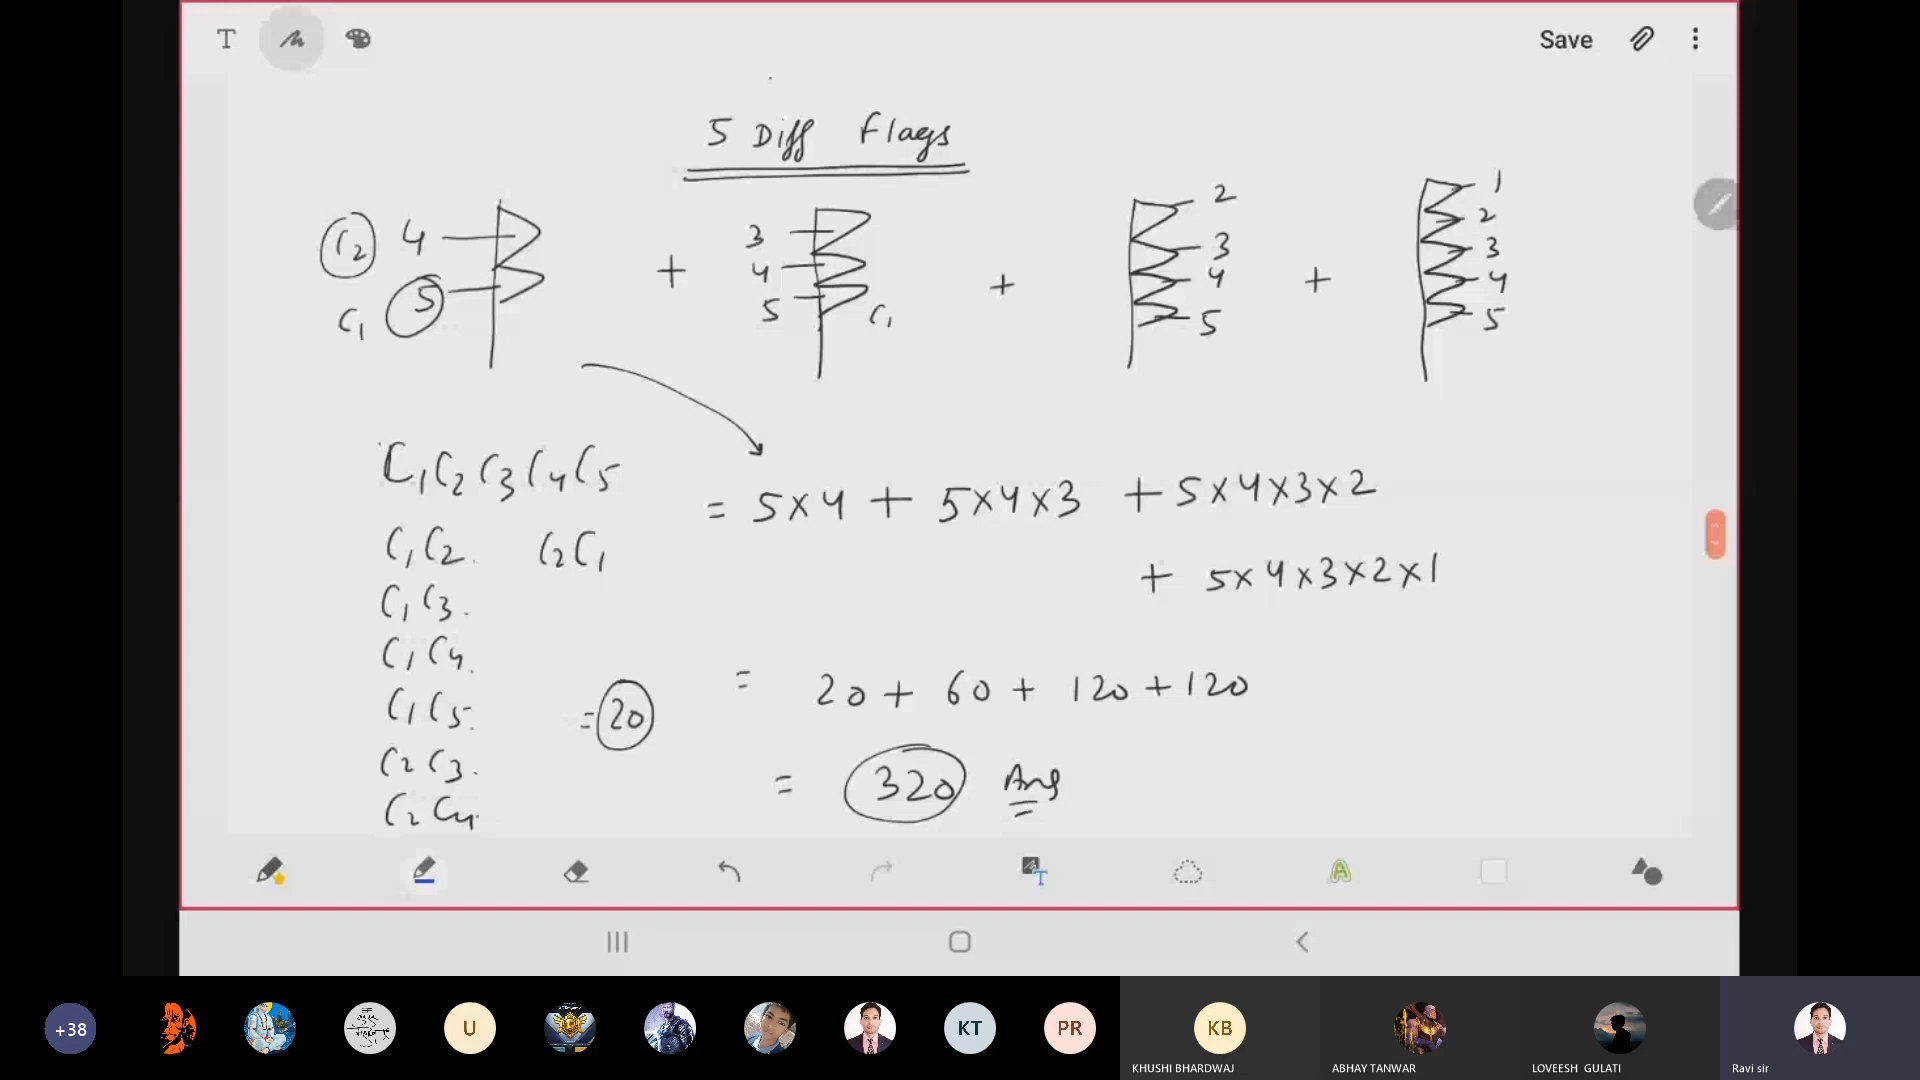 T Save
5 Diff Flags
C2 4 + 3 + 2 + 1
C1 5 4 3 2
5 C1 4 3
5 4
5
C1C2C3C4C5
= 5×4 + 5×4×3 + 5×4×3×2
C1C2. C2C1
+ 5×4×3×2×1
C1C3.
C1C4.
C1C5. = 20
= 20 + 60 + 120 + 120
C2C3.
C2C4.
= 320 Ans
T
A
+38 U KT PR KB
KHUSHI BHARDWAJ ABHAY TANWAR LOVEESH GULATI Ravi sir